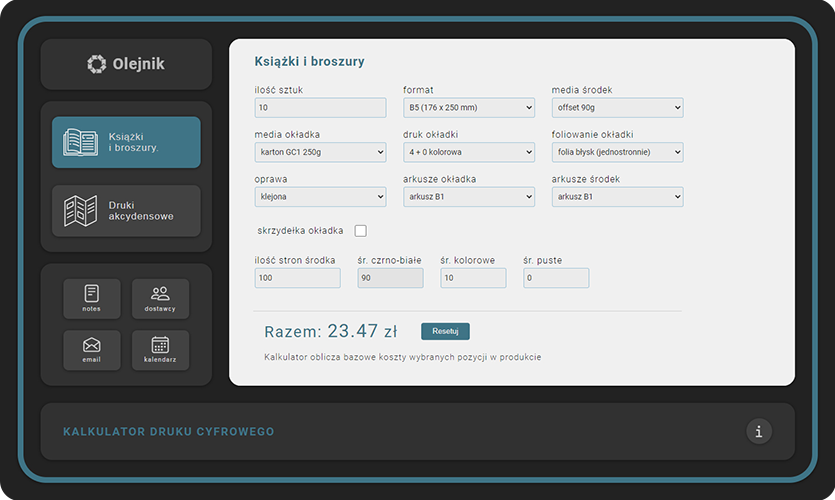 Olejnik
Książki
i broszury.
Druki
akcydensowe
notes
dostawcy
email
kalendarz
Książki i broszury
ilość sztuk
10
format
B5 (176 x 250 mm)
media środek
offset 90g
media okładka
karton GC1 250g
druk okładki
4 + 0 kolorowa
foliowanie okładki
folia błysk (jednostronnie)
oprawa
klejona
arkusze okładka
arkusz B1
arkusze środek
arkusz B1
skrzydełka okładka
ilość stron środka
100
śr. czrno-białe
90
śr. kolorowe
10
śr. puste
0
Razem: 23.47 zł
Resetuj
Kalkulator oblicza bazowe koszty wybranych pozycji w produkcie
KALKULATOR DRUKU CYFROWEGO
i